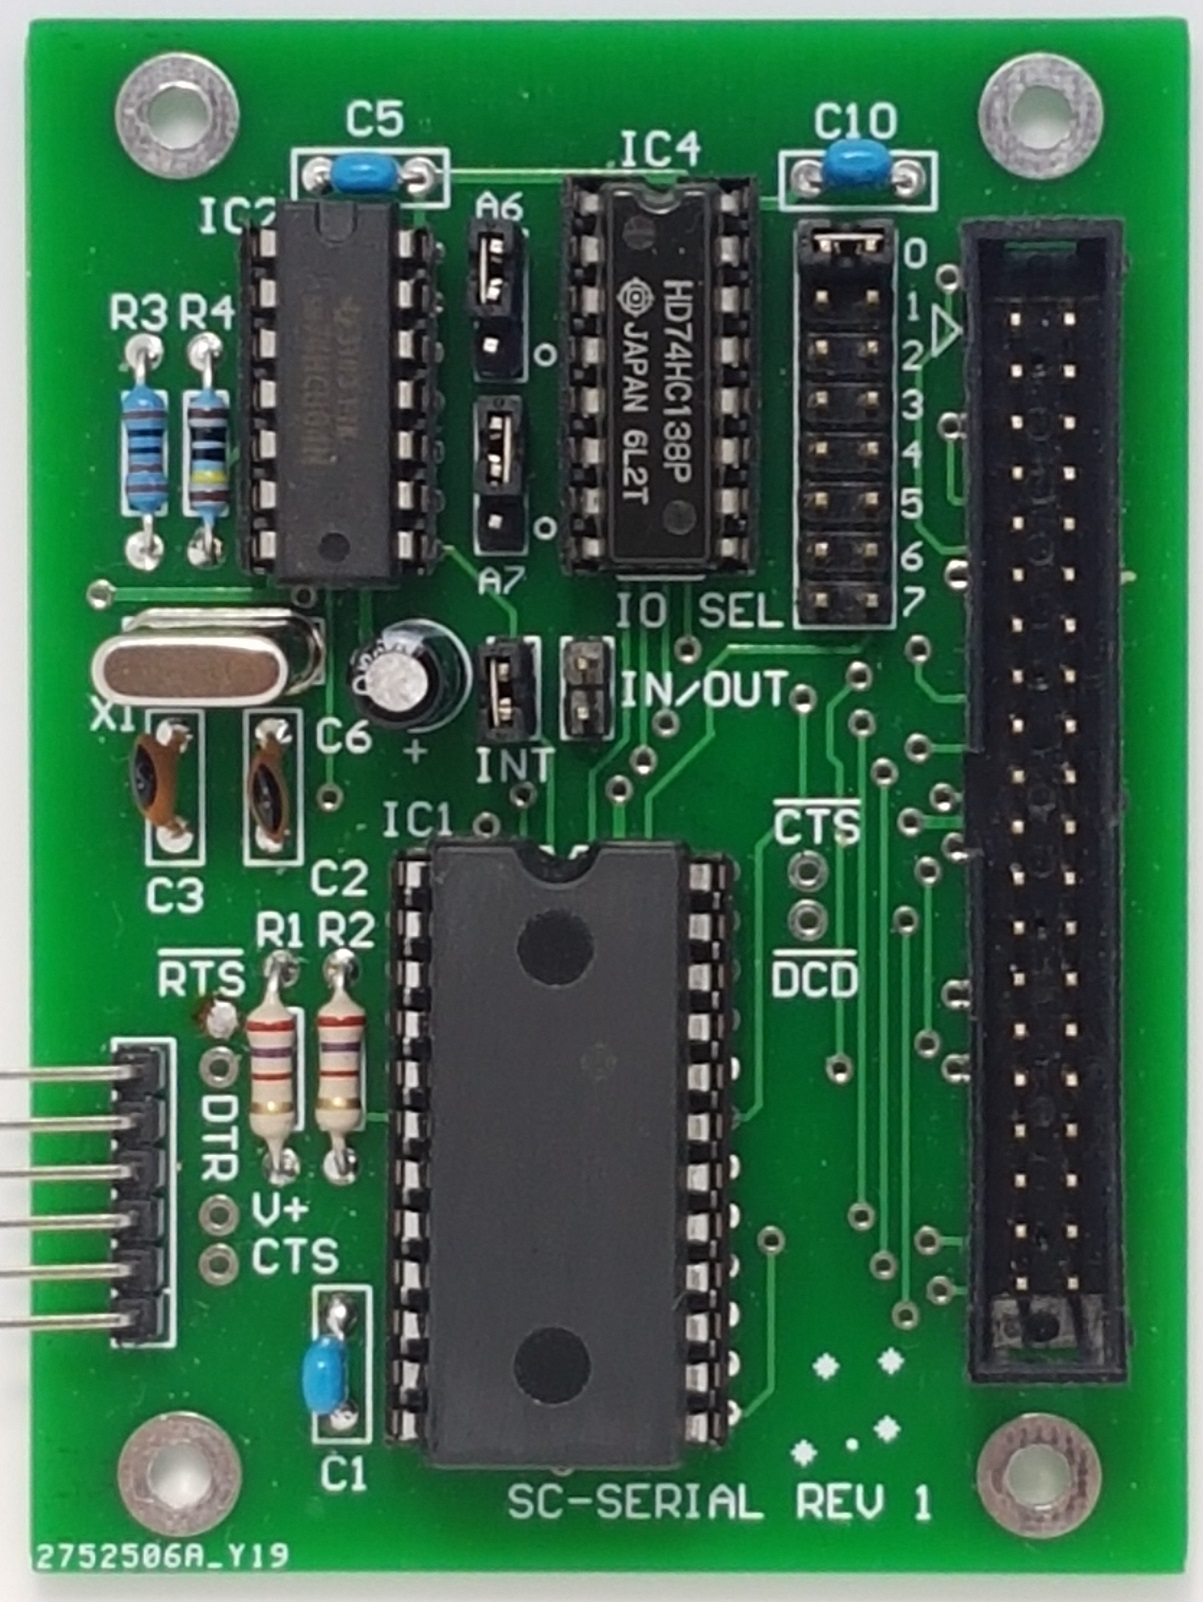 C5
C10
IC4
IC2
A6
0
R3 R4
1
2
3
4
5
6
7
HD74HC138P
JAPAN 6L2T
SN74HC04N
A7
IO SEL
IN/OUT
X1
C6
+
INT
IC1
CTS
C3
C2
R1 R2
RTS
DCD
DTR
V+
CTS
C1
SC-SERIAL REV 1
2752506A_Y19